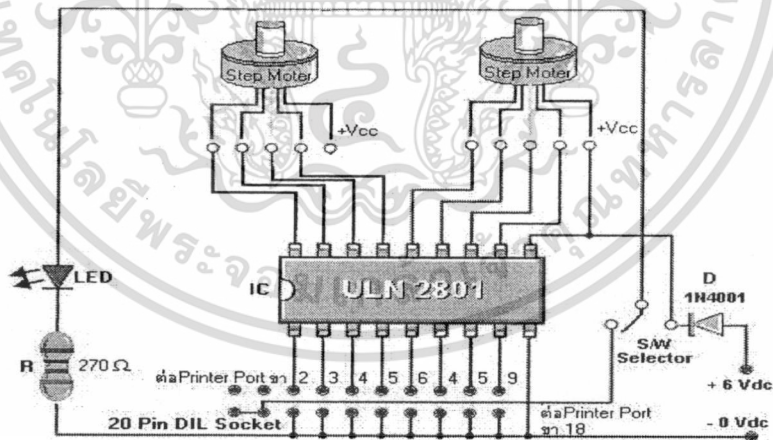 Step Moter
Step Moter
+Vcc
+Vcc
LED
IC
ULN 2801
D
1N4001
S/W
Selector
R
270 Ω
+ 6 Vdc
ต่อPrinter Port ขา 2 3 4 5 6 4 5 9
20 Pin DIL Socket
ต่อPrinter Port
ขา 18
- 0 Vdc